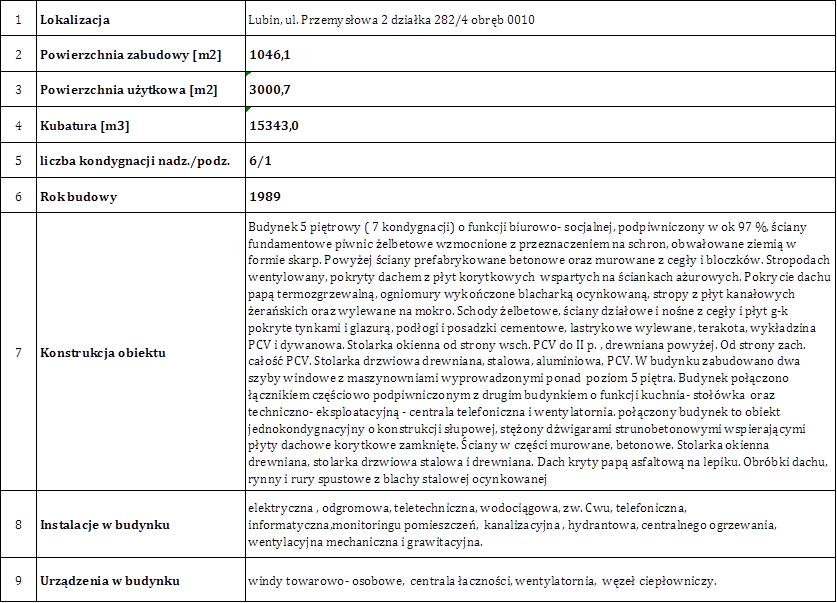 1 Lokalizacja Lubin, ul. Przemysłowa 2 działka 282/4 obręb 0010
2 Powierzchnia zabudowy [m2] 1046,1
3 Powierzchnia użytkowa [m2] 3000,7
4 Kubatura [m3] 15343,0
5 liczba kondygnacji nadz./podz. 6/1
6 Rok budowy 1989
7 Konstrukcja obiektu
Budynek 5 piętrowy ( 7 kondygnacji) o funkcji biurowo- socjalnej, podpiwniczony w ok 97 %, ściany
fundamentowe piwnic żelbetowe wzmocnione z przeznaczeniem na schron, obwałowane ziemią w
formie skarp. Powyżej ściany prefabrykowane betonowe oraz murowane z cegły i bloczków. Stropodach
wentylowany, pokryty dachem z płyt korytkowych wspartych na ściankach ażurowych. Pokrycie dachu
papą termozgrzewalną, ogniomury wykończone blacharką ocynkowaną, stropy z płyt kanałowych
żerańskich oraz wylewane na mokro. Schody żelbetowe, ściany działowe i nośne z cegły i płyt g-k
pokryte tynkami i glazurą, podłogi i posadzki cementowe, lastrykowe wylewane, terakota, wykładzina
PCV i dywanowa. Stolarka okienna od strony wsch. PCV do II p. , drewniana powyżej. Od strony zach.
całość PCV. Stolarka drzwiowa drewniana, stalowa, aluminiowa, PCV. W budynku zabudowano dwa
szyby windowe z maszynowniami wyprowadzonymi ponad poziom 5 piętra. Budynek połączono
łącznikiem częściowo podpiwniczonym z drugim budynkiem o funkcji kuchnia- stołówka oraz
techniczno- eksploatacyjną - centrala telefoniczna i wentylatornia. połączony budynek to obiekt
jednokondygnacyjny o konstrukcji słupowej, stężony dźwigarami strunobetonowymi wspierającymi
płyty dachowe korytkowe zamknięte. Ściany w części murowane, betonowe. Stolarka okienna
drewniana, stolarka drzwiowa stalowa i drewniana. Dach kryty papą asfaltową na lepiku. Obróbki dachu,
rynny i rury spustowe z blachy stalowej ocynkowanej
8 Instalacje w budynku
elektryczna , odgromowa, teletechniczna, wodociągowa, zw. Cwu, telefoniczna,
informatyczna,monitoringu pomieszczeń, kanalizacyjna , hydrantowa, centralnego ogrzewania,
wentylacyjna mechaniczna i grawitacyjna.
9 Urządzenia w budynku windy towarowo- osobowe, centrala łaczności, wentylatornia, węzeł ciepłowniczy.